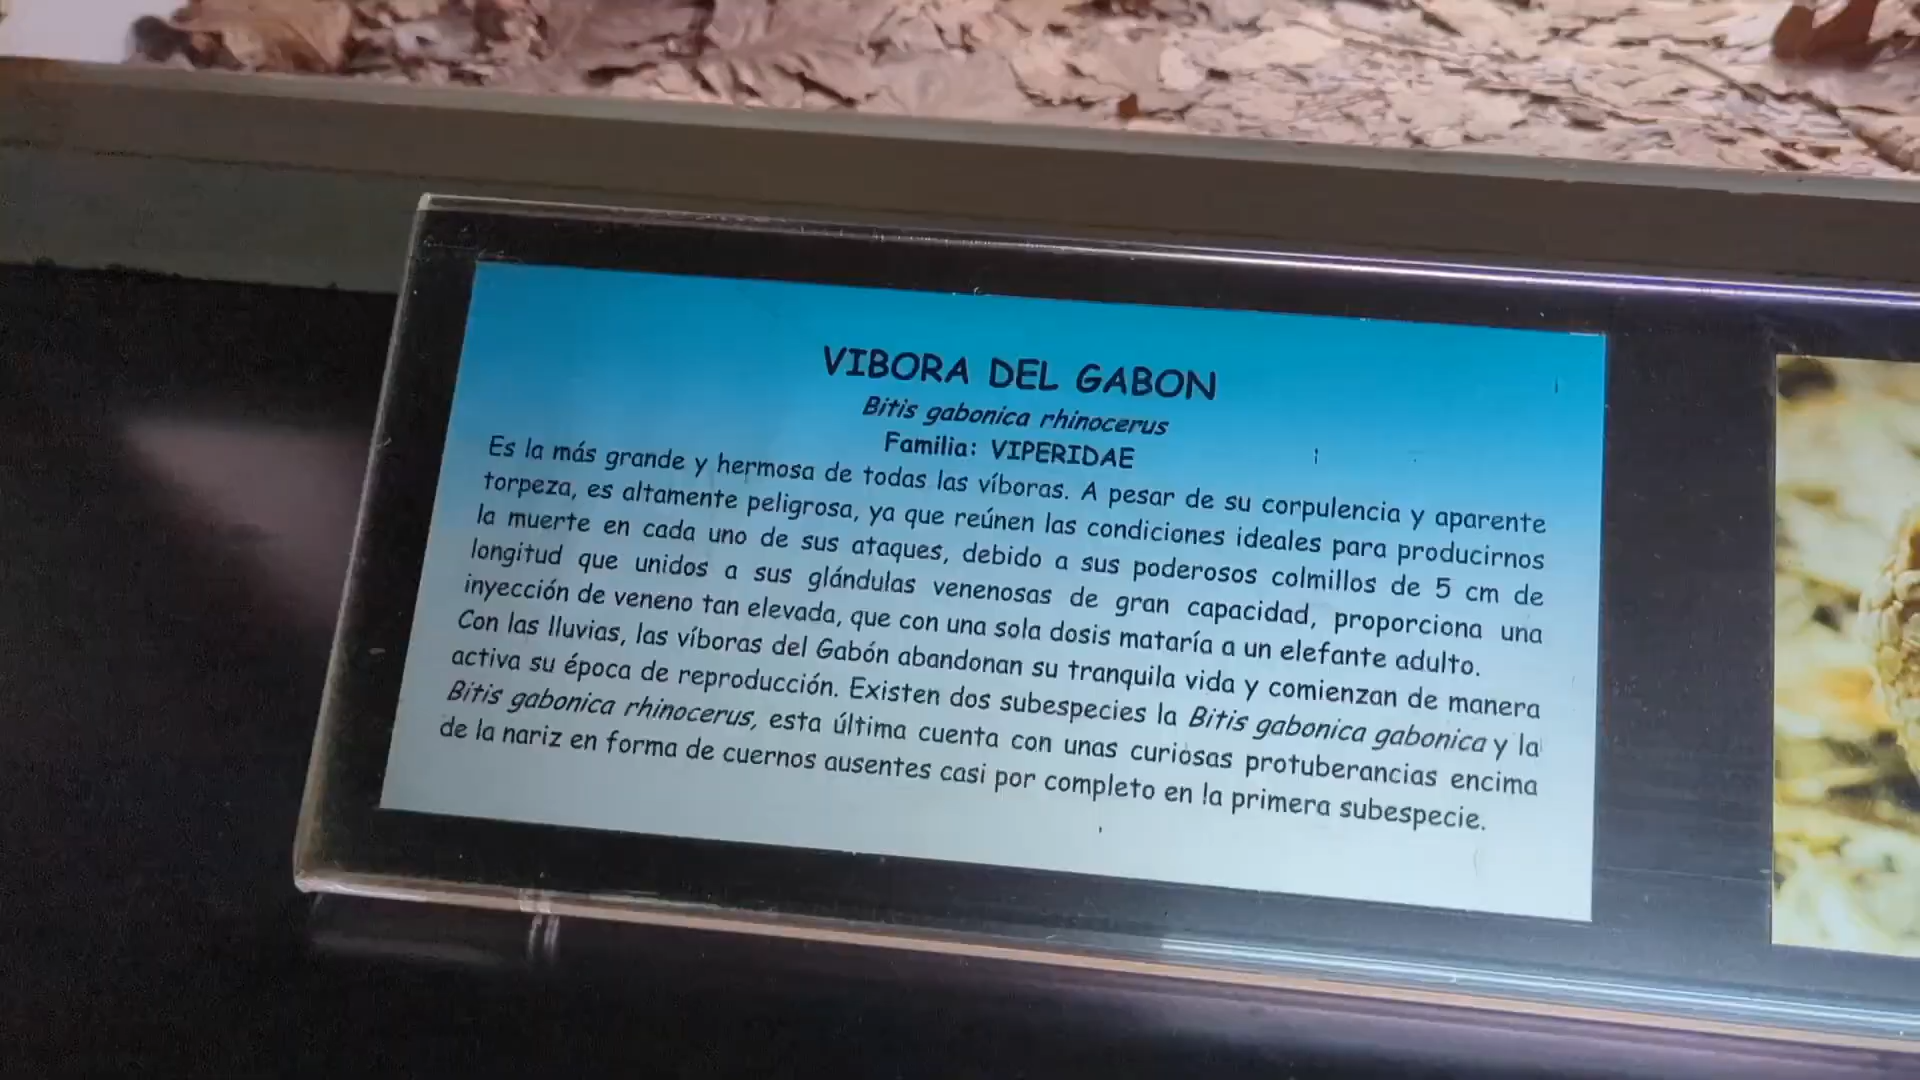 VIBORA DEL GABON
Bitis gabonica rhinocerus
Familia: VIPERIDAE
Es la más grande y hermosa de todas las víboras. A pesar de su corpulencia y aparente
torpeza, es altamente peligrosa, ya que reúnen las condiciones ideales para producirnos
la muerte en cada uno de sus ataques, debido a sus poderosos colmillos de 5 cm de
longitud que unidos a sus glándulas venenosas de gran capacidad, proporciona una
inyección de veneno tan elevada, que con una sola dosis mataría a un elefante adulto.
Con las lluvias, las víboras del Gabón abandonan su tranquila vida y comienzan de manera
activa su época de reproducción. Existen dos subespecies la Bitis gabonica gabonica y la
Bitis gabonica rhinocerus, esta última cuenta con unas curiosas protuberancias encima
de la nariz en forma de cuernos ausentes casi por completo en la primera subespecie.